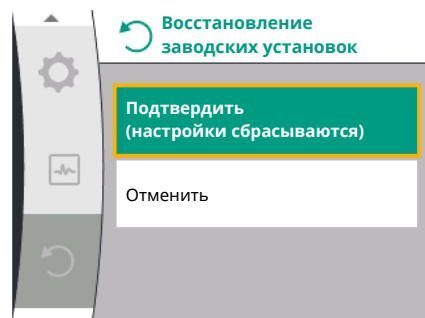 Восстановление
заводских установок
Подтвердить
(настройки сбрасываются)
Отменить